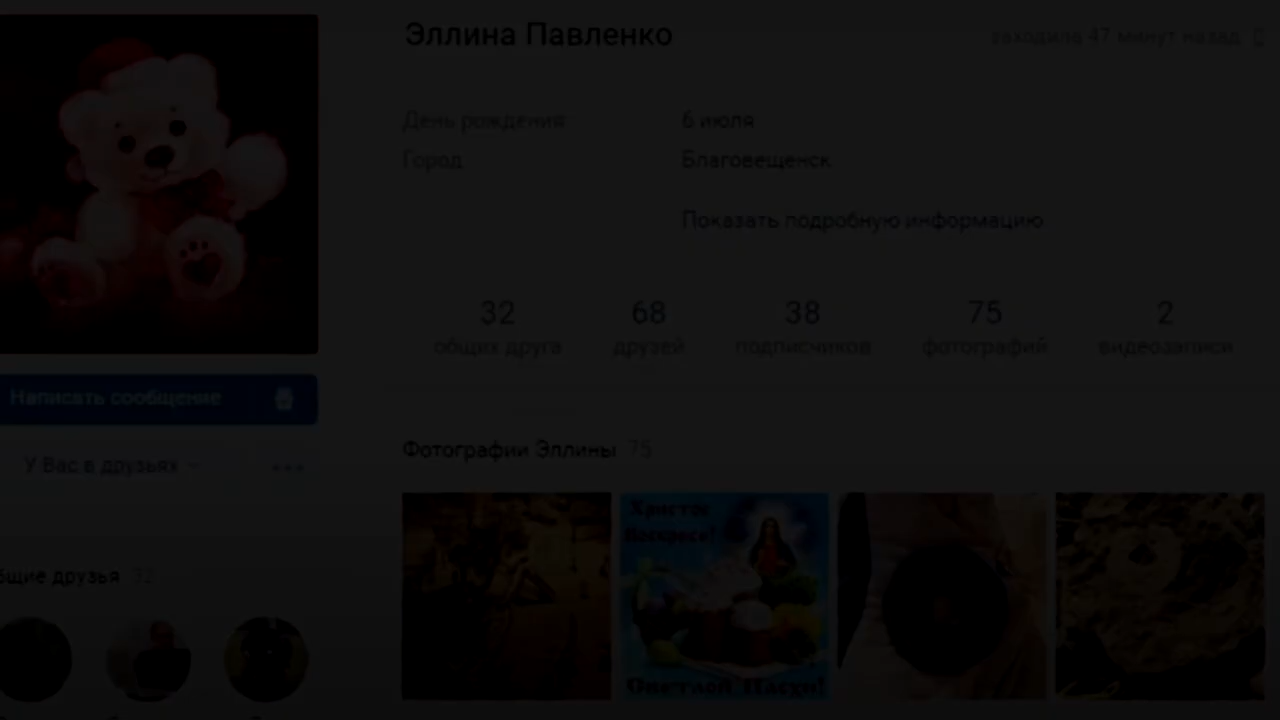 Эллина Павленко
заходила 47 минут назад
День рождения: 6 июля
Город: Благовещенск
Показать подробную информацию
32 68 38 75 2
общих друга друзей подписчиков фотографий видеозаписи
Написать сообщение
Фотографии Эллины 75
У Вас в друзьях
Христос
Воскресе!
бщие друзья 32
Светлой Пасхи!